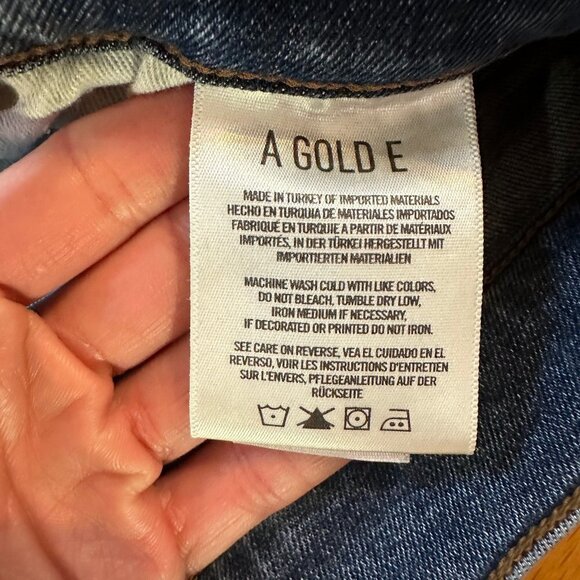 A GOLD E
MADE IN TURKEY OF IMPORTED MATERIALS
HECHO EN TURQUIA DE MATERIALES IMPORTADOS
FABRIQUÉ EN TURQUIE A PARTIR DE MATÉRIAUX
IMPORTÉS, IN DER TÜRKEI HERGESTELLT MIT
IMPORTIERTEN MATERIALIEN
MACHINE WASH COLD WITH LIKE COLORS,
DO NOT BLEACH, TUMBLE DRY LOW,
IRON MEDIUM IF NECESSARY,
IF DECORATED OR PRINTED DO NOT IRON.
SEE CARE ON REVERSE, VEA EL CUIDADO EN EL
REVERSO, VOIR LES INSTRUCTIONS D'ENTRETIEN
SUR L'ENVERS, PFLEGEANLEITUNG AUF DER
RÜCKSEITE